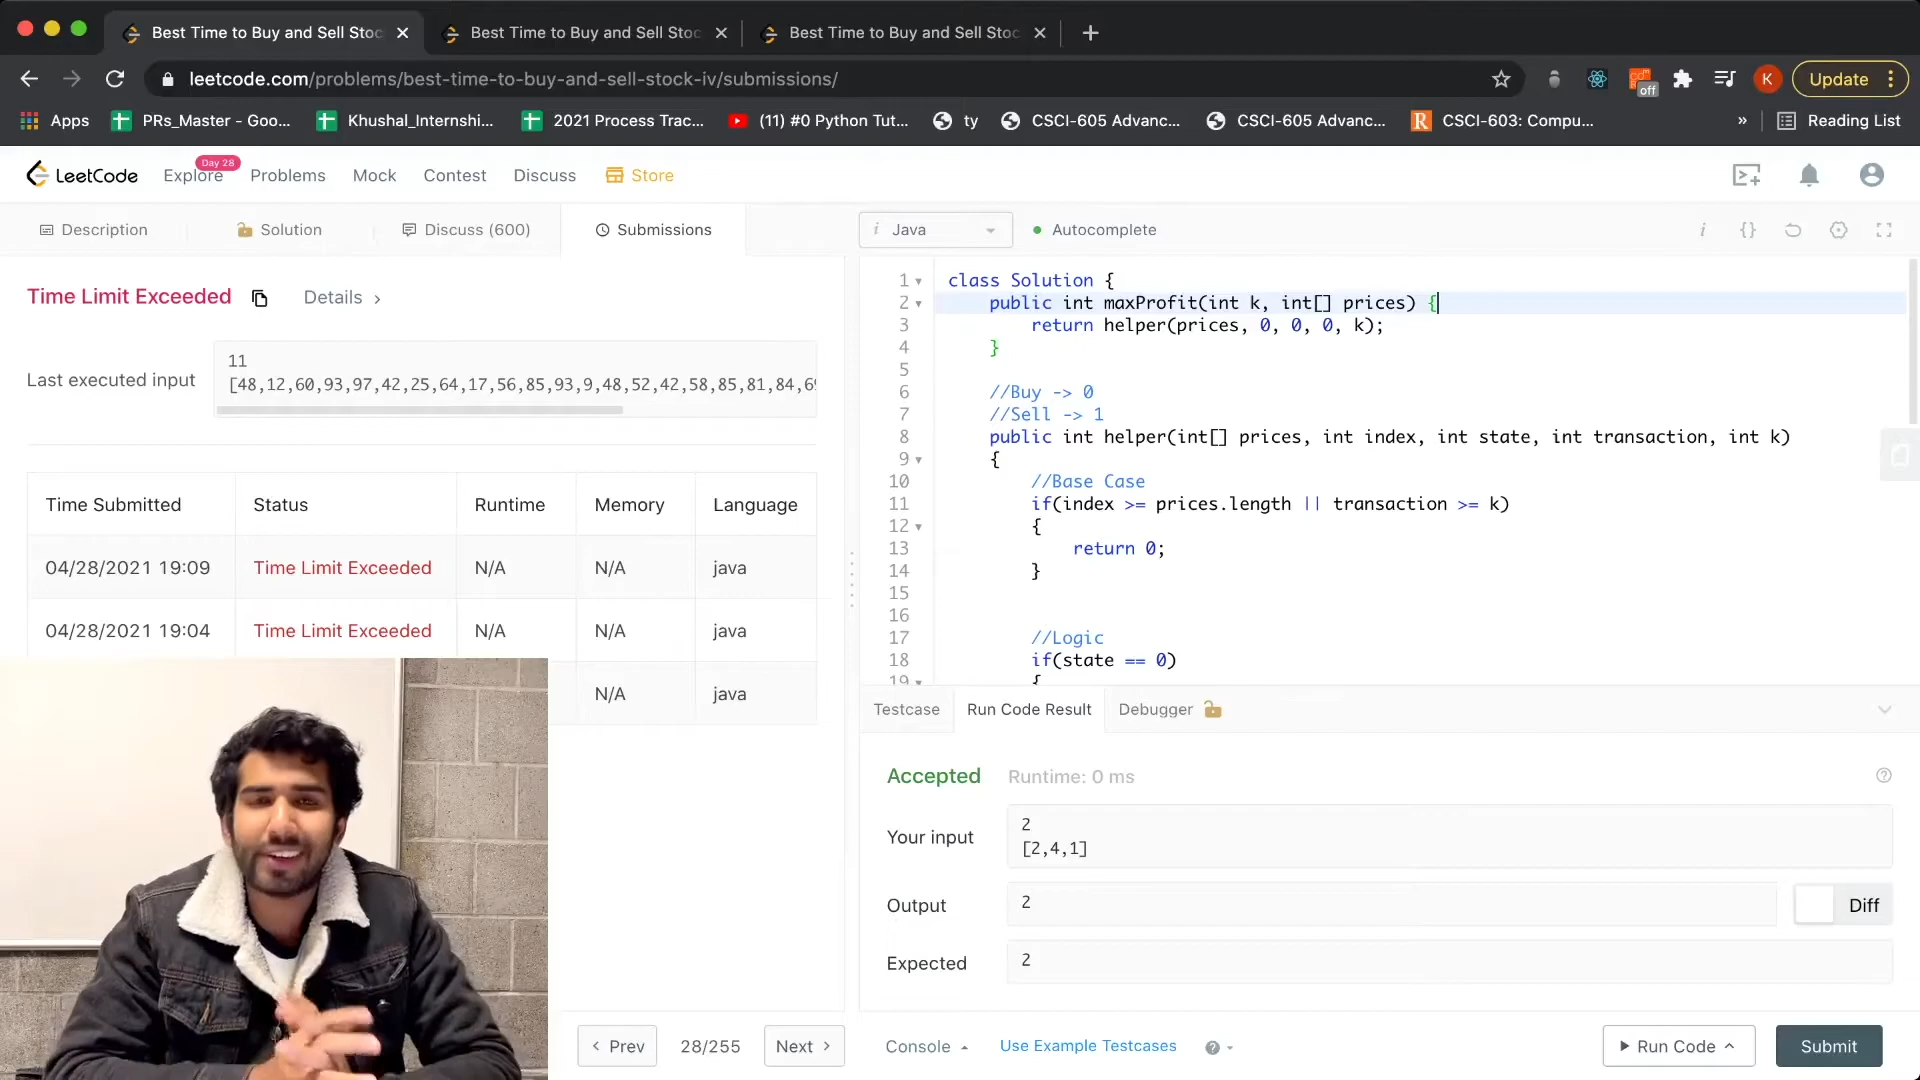 Best Time to Buy and Sell Stoc
Best Time to Buy and Sell Stoc
Best Time to Buy and Sell Stoc
leetcode.com/problems/best-time-to-buy-and-sell-stock-iv/submissions/
off
K
Update
Apps
PRs_Master - Goo...
Khushal_Internshi...
2021 Process Trac...
(11) #0 Python Tut...
ty
CSCI-605 Advanc...
CSCI-605 Advanc...
R
CSCI-603: Compu...
»
Reading List
LeetCode
Explore
Day 28
Problems
Mock
Contest
Discuss
Store
Description
Solution
Discuss (600)
Submissions
i Java
Autocomplete
i {}
Time Limit Exceeded
Details >
Last executed input
11
[48,12,60,93,97,42,25,64,17,56,85,93,9,48,52,42,58,85,81,84,69
Time Submitted Status Runtime Memory Language
04/28/2021 19:09 Time Limit Exceeded N/A N/A java
04/28/2021 19:04 Time Limit Exceeded N/A N/A java
N/A java
< Prev
28/255
Next >
1 class Solution {
2 public int maxProfit(int k, int[] prices) {
3 return helper(prices, 0, 0, 0, k);
4 }
5
6 //Buy -> 0
7 //Sell -> 1
8 public int helper(int[] prices, int index, int state, int transaction, int k)
9 {
10 //Base Case
11 if(index >= prices.length || transaction >= k)
12 {
13 return 0;
14 }
15
16
17 //Logic
18 if(state == 0)
19 {
Testcase
Run Code Result
Debugger
Accepted
Runtime: 0 ms
Your input
2
[2,4,1]
Output
2
Diff
Expected
2
Console
Use Example Testcases
Run Code
Submit